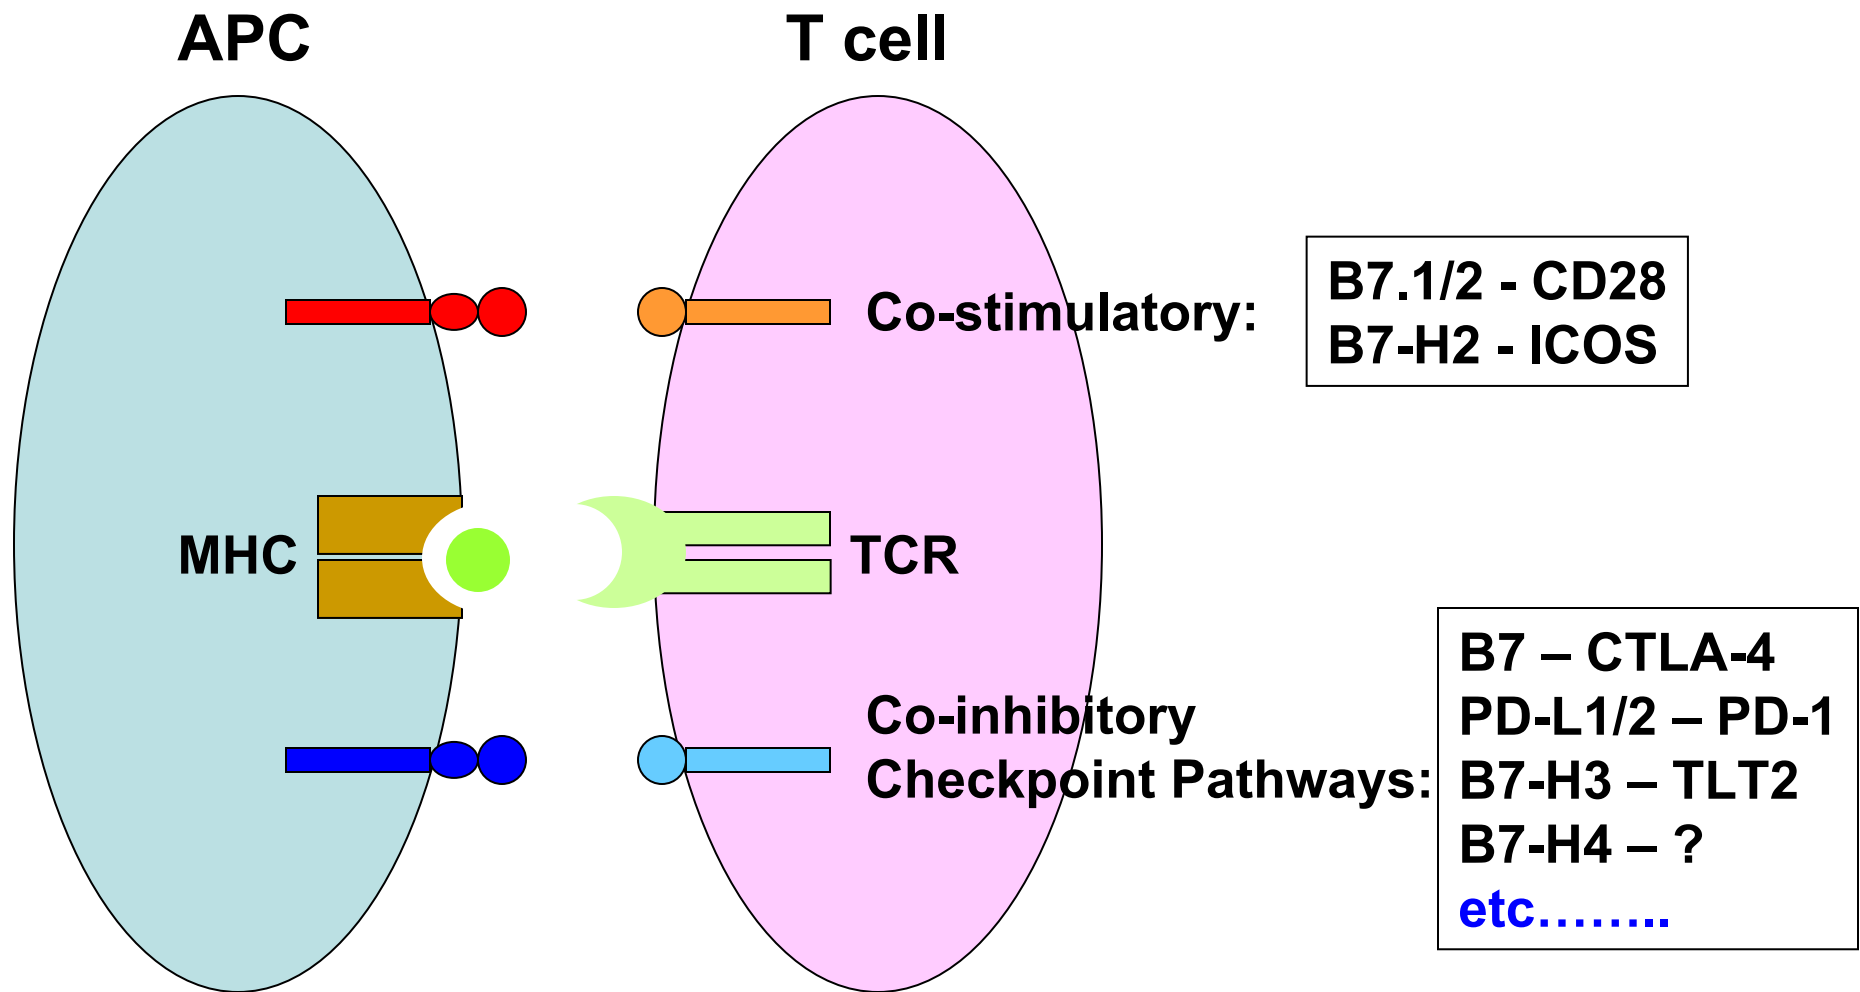 APC
T cell
Co-stimulatory:
B7.1/2 - CD28
B7-H2 - ICOS
MHC
TCR
Co-inhibitory
Checkpoint Pathways:
B7 – CTLA-4
PD-L1/2 – PD-1
B7-H3 – TLT2
B7-H4 – ?
etc……..